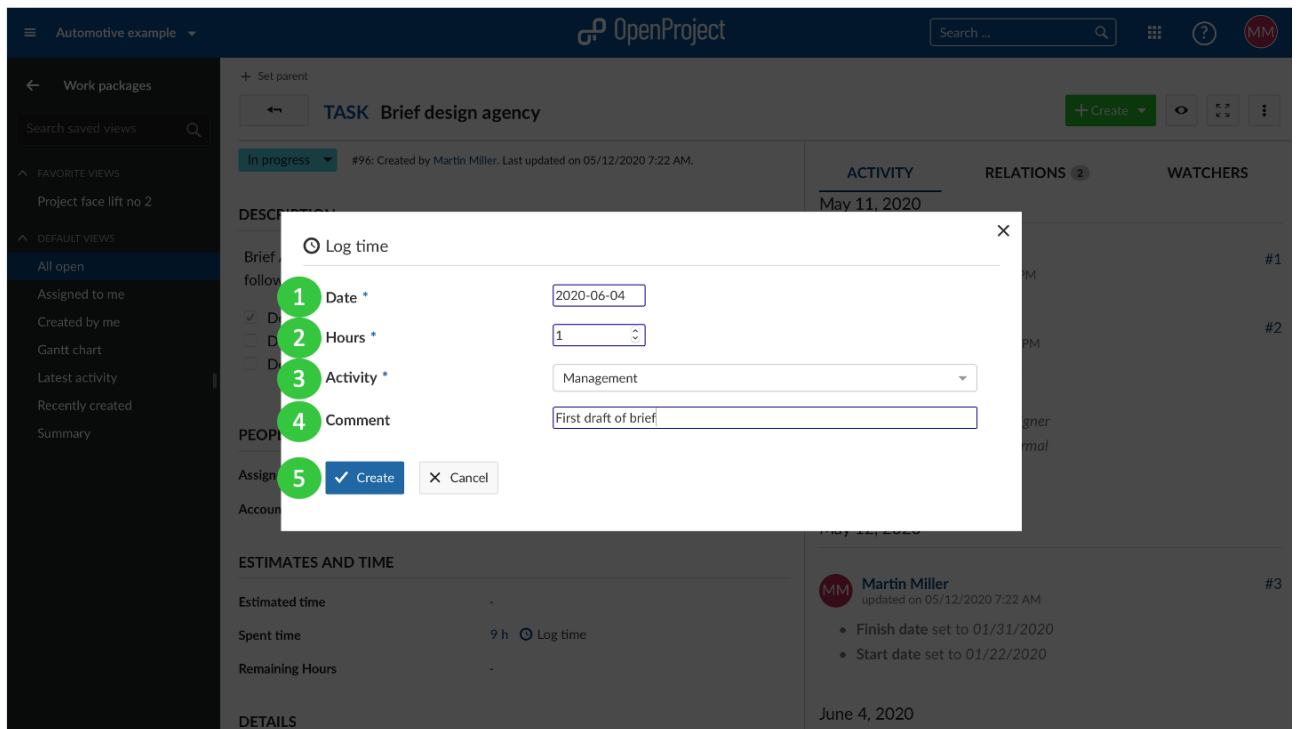 Automotive example
OpenProject
Search ...
?
MM
Work packages
Search saved views
FAVORITE VIEWS
Project face lift no 2
DEFAULT VIEWS
All open
Assigned to me
Created by me
Gantt chart
Latest activity
Recently created
Summary
+ Set parent
TASK Brief design agency
+ Create
In progress
#96: Created by Martin Miller. Last updated on 05/12/2020 7:22 AM.
ACTIVITY
RELATIONS 2
WATCHERS
May 11, 2020
Brief
follow
#1
PM
#2
PM
Log time
1 Date *
2020-06-04
2 Hours *
1
3 Activity *
Management
4 Comment
First draft of brief
5 Create
Cancel
Assign
Accoun
ESTIMATES AND TIME
Estimated time
-
Spent time
9 h Log time
Remaining Hours
-
DETAILS
MM Martin Miller
#3
updated on 05/12/2020 7:22 AM
• Finish date set to 01/31/2020
• Start date set to 01/22/2020
June 4, 2020